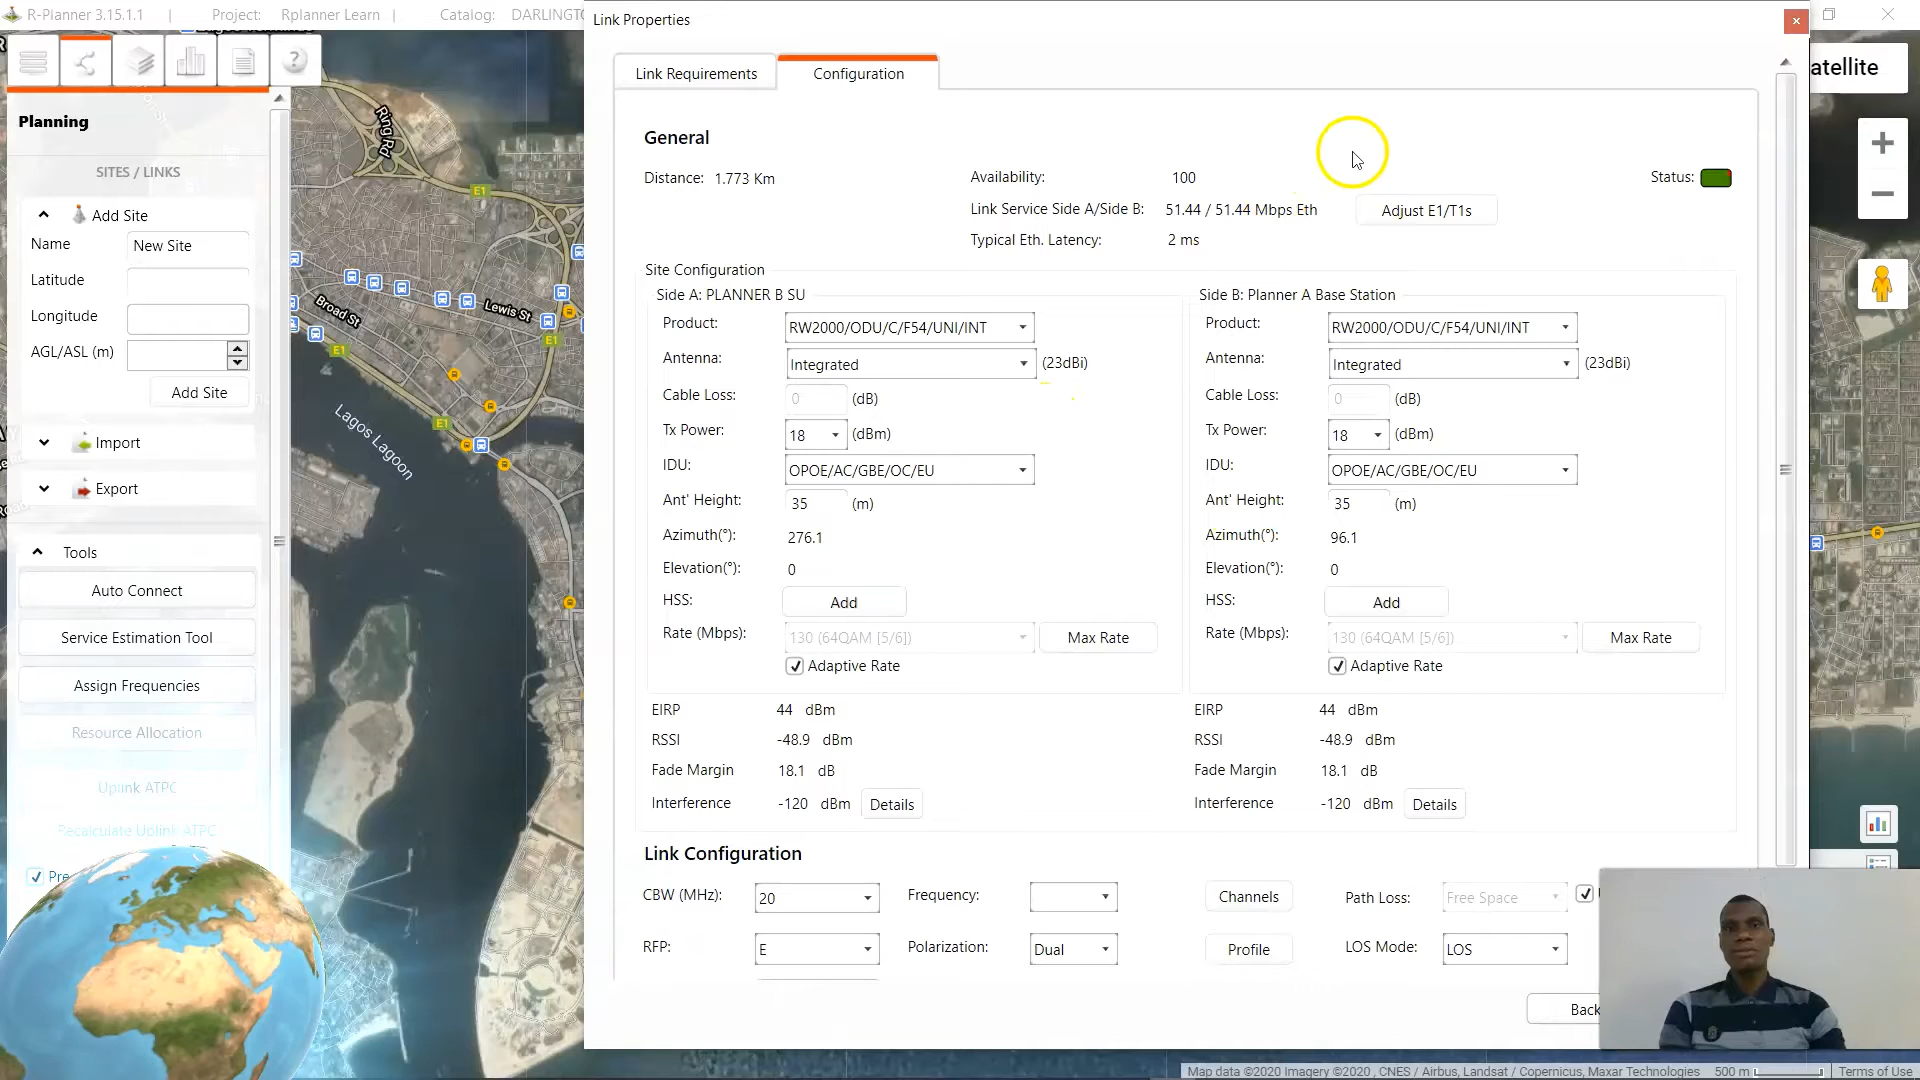 R-Planner 3.15.1.1 | Project: Rplanner Learn | Catalog:
Link Properties
Link Requirements
Configuration
Planning
SITES / LINKS
Add Site
Name New Site
Latitude
Longitude
AGL/ASL (m)
Add Site
Import
Export
Tools
Auto Connect
Service Estimation Tool
Assign Frequencies
Resource Allocation
Uplink ATPC
Recalculate Uplink ATPC
Ring Rd
E1
Broad St
Lewis St
E1
E1
E1
Lagos Lagoon
General
Distance: 1.773 Km
Availability: 100
Status:
Link Service Side A/Side B: 51.44 / 51.44 Mbps Eth
Adjust E1/T1s
Typical Eth. Latency: 2 ms
Site Configuration
Side A: PLANNER B SU
Product: RW2000/ODU/C/F54/UNI/INT
Antenna: Integrated (23dBi)
Cable Loss: 0 (dB)
Tx Power: 18 (dBm)
IDU: OPOE/AC/GBE/OC/EU
Ant' Height: 35 (m)
Azimuth(°): 276.1
Elevation(°): 0
HSS: Add
Rate (Mbps): 130 (64QAM [5/6]) Max Rate
Adaptive Rate
EIRP 44 dBm
RSSI -48.9 dBm
Fade Margin 18.1 dB
Interference -120 dBm Details
Side B: Planner A Base Station
Product: RW2000/ODU/C/F54/UNI/INT
Antenna: Integrated (23dBi)
Cable Loss: 0 (dB)
Tx Power: 18 (dBm)
IDU: OPOE/AC/GBE/OC/EU
Ant' Height: 35 (m)
Azimuth(°): 96.1
Elevation(°): 0
HSS: Add
Rate (Mbps): 130 (64QAM [5/6]) Max Rate
Adaptive Rate
EIRP 44 dBm
RSSI -48.9 dBm
Fade Margin 18.1 dB
Interference -120 dBm Details
Link Configuration
CBW (MHz): 20 Frequency: Channels Path Loss: Free Space
RFP: E Polarization: Dual Profile LOS Mode: LOS
Back
atellite
Map data ©2020 Imagery ©2020 , CNES / Airbus, Landsat / Copernicus, Maxar Technologies 500 m Terms of Use